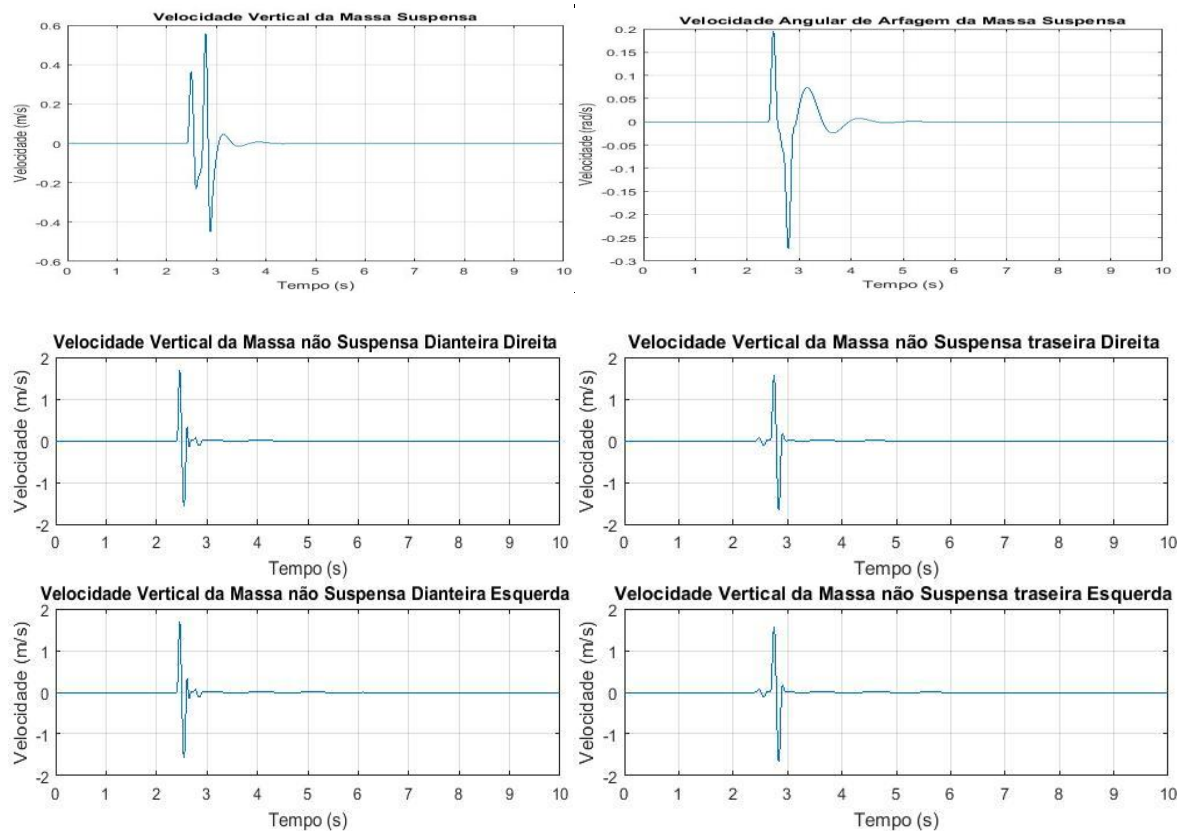 Velocidade Vertical da Massa Suspensa
Velocidade (m/s)
0.6
0.4
0.2
0
-0.2
-0.4
-0.6
0 1 2 3 4 5 6 7 8 9 10
Tempo (s)
Velocidade Angular de Arfagem da Massa Suspensa
Velocidade (rad/s)
0.2
0.15
0.1
0.05
0
-0.05
-0.1
-0.15
-0.2
-0.25
-0.3
0 1 2 3 4 5 6 7 8 9 10
Tempo (s)
Velocidade Vertical da Massa não Suspensa Dianteira Direita
Velocidade (m/s)
2
1
0
-1
-2
0 1 2 3 4 5 6 7 8 9 10
Tempo (s)
Velocidade Vertical da Massa não Suspensa traseira Direita
Velocidade (m/s)
2
1
0
-1
-2
0 1 2 3 4 5 6 7 8 9 10
Tempo (s)
Velocidade Vertical da Massa não Suspensa Dianteira Esquerda
Velocidade (m/s)
2
1
0
-1
-2
0 1 2 3 4 5 6 7 8 9 10
Tempo (s)
Velocidade Vertical da Massa não Suspensa traseira Esquerda
Velocidade (m/s)
2
1
0
-1
-2
0 1 2 3 4 5 6 7 8 9 10
Tempo (s)